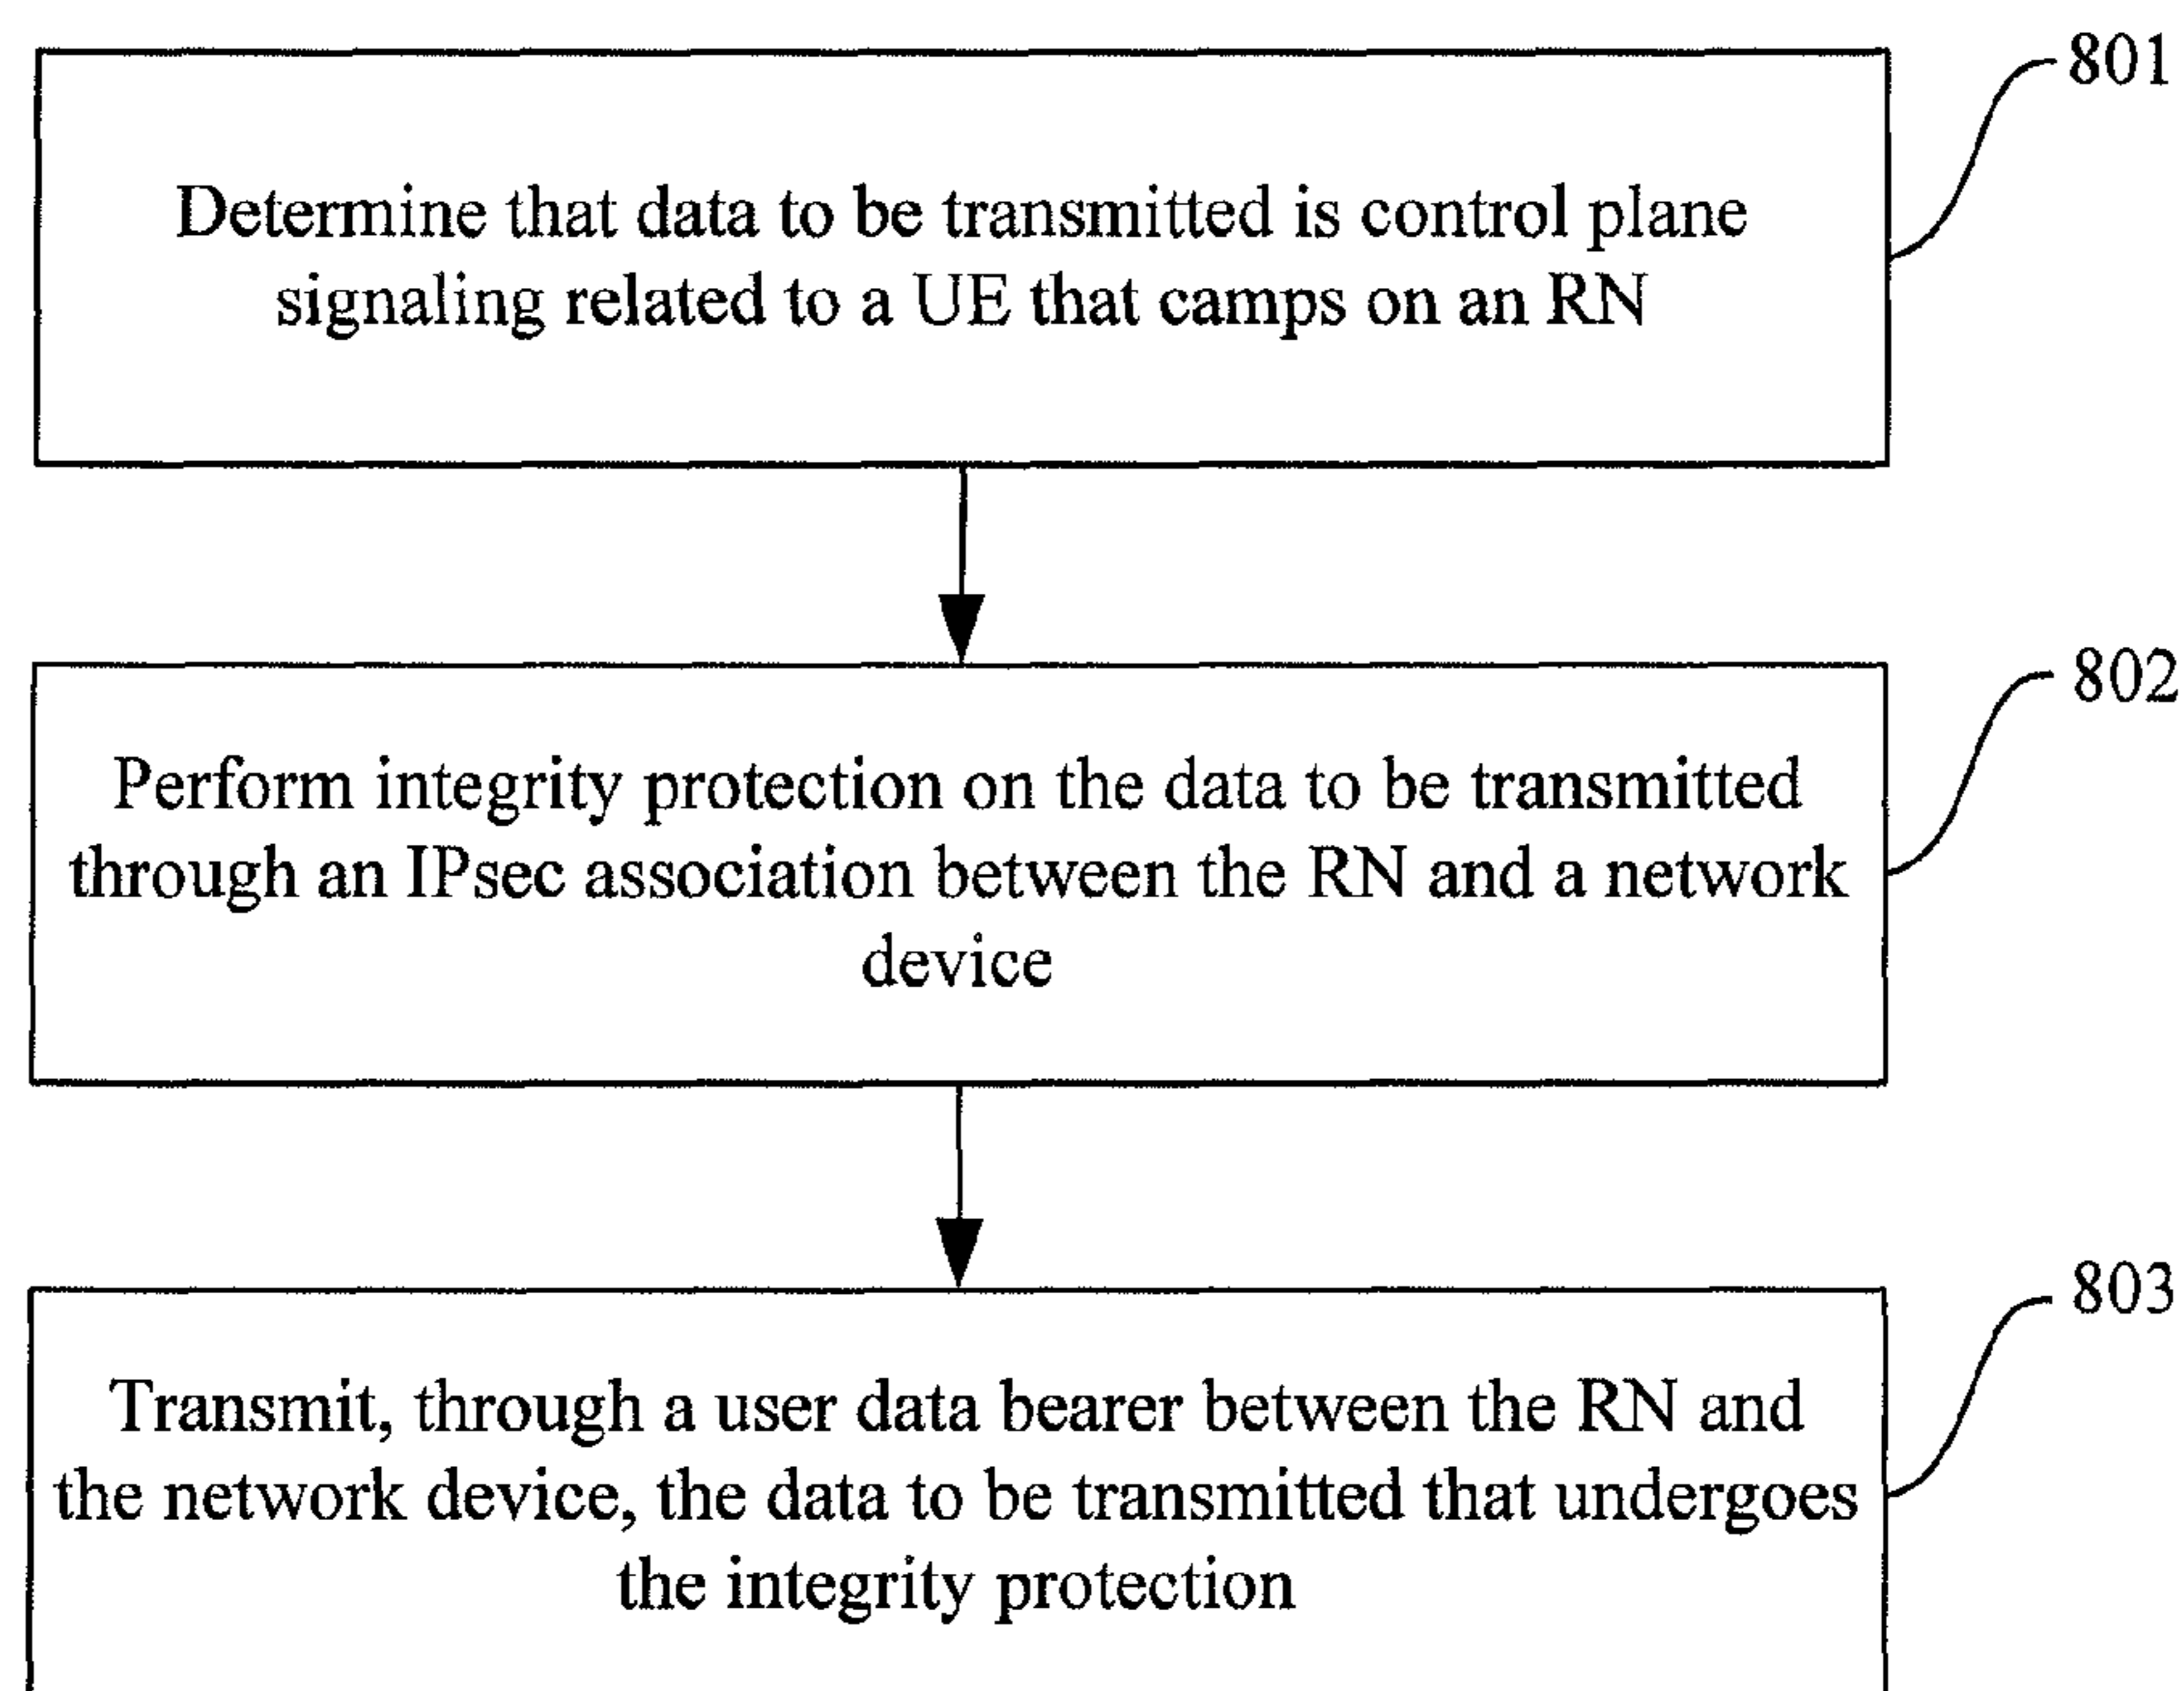 801
Determine that data to be transmitted is control plane
signaling related to a UE that camps on an RN
802
Perform integrity protection on the data to be transmitted
through an IPsec association between the RN and a network
device
803
Transmit, through a user data bearer between the RN and
the network device, the data to be transmitted that undergoes
the integrity protection